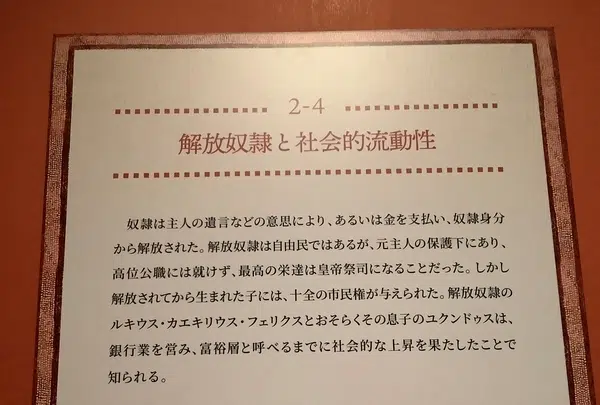 2-4
解放奴隷と社会的流動性
奴隷は主人の遺言などの意思により、あるいは金を支払い、奴隷身分
から解放された。解放奴隷は自由民ではあるが、元主人の保護下にあり、
高位公職には就けず、最高の栄達は皇帝祭司になることだった。しかし
解放されてから生まれた子には、十全の市民権が与えられた。解放奴隷の
ルキウス・カエキリウス・フェリクスとおそらくその息子のユクンドゥスは、
銀行業を営み、富裕層と呼べるまでに社会的な上昇を果たしたことで
知られる。